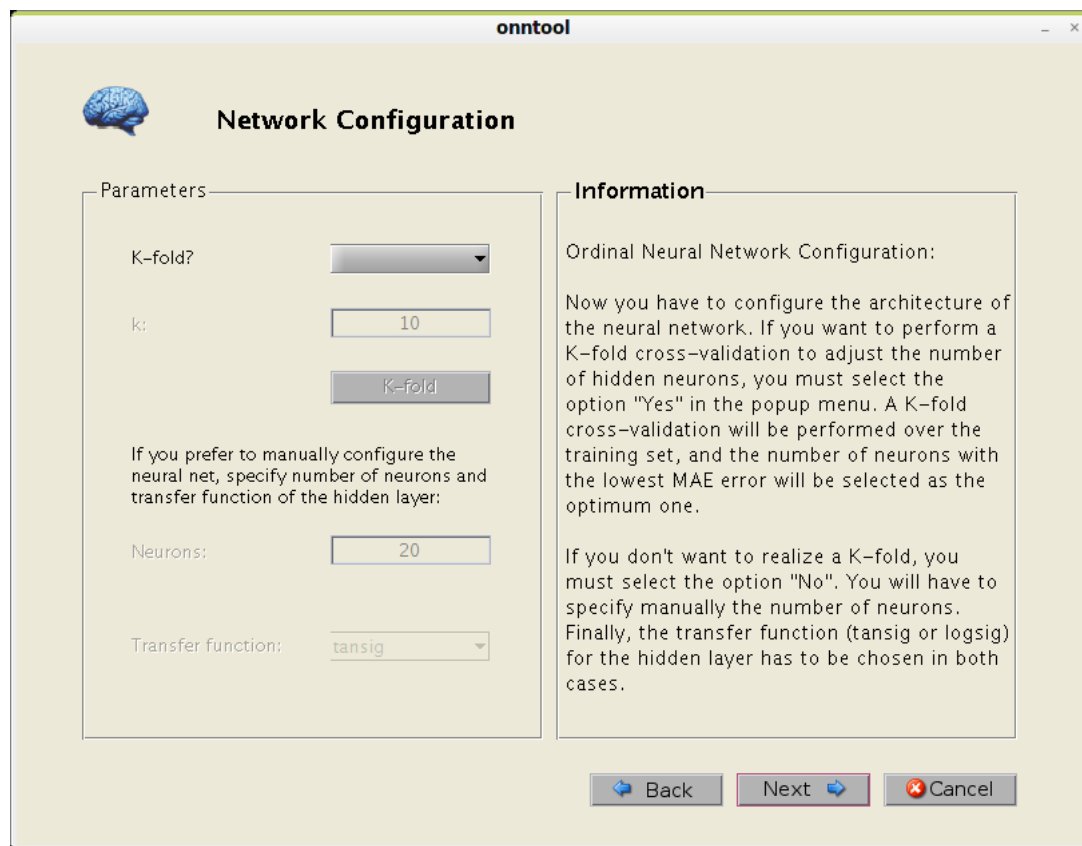 onntool
Network Configuration
Parameters
K-fold?
k:
10
K-fold
If you prefer to manually configure the
neural net, specify number of neurons and
transfer function of the hidden layer:
Neurons:
20
Transfer function:
tansig
Information
Ordinal Neural Network Configuration:
Now you have to configure the architecture of
the neural network. If you want to perform a
K-fold cross-validation to adjust the number
of hidden neurons, you must select the
option "Yes" in the popup menu. A K-fold
cross-validation will be performed over the
training set, and the number of neurons with
the lowest MAE error will be selected as the
optimum one.
If you don't want to realize a K-fold, you
must select the option "No". You will have to
specify manually the number of neurons.
Finally, the transfer function (tansig or logsig)
for the hidden layer has to be chosen in both
cases.
Back
Next
Cancel